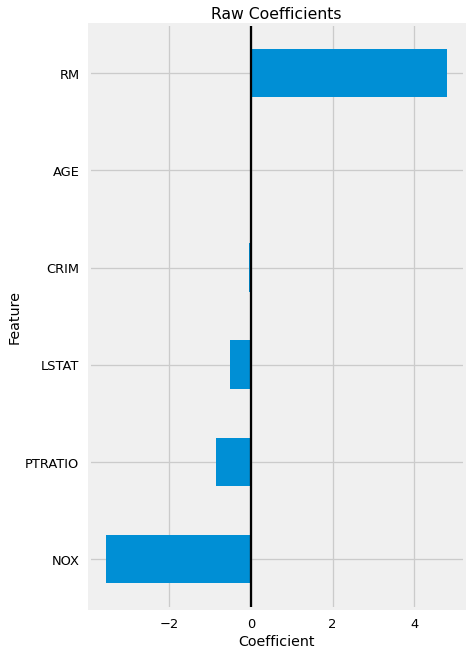 Raw Coefficients
RM
AGE
CRIM
LSTAT
PTRATIO
NOX
Feature
−2 0 2 4
Coefficient